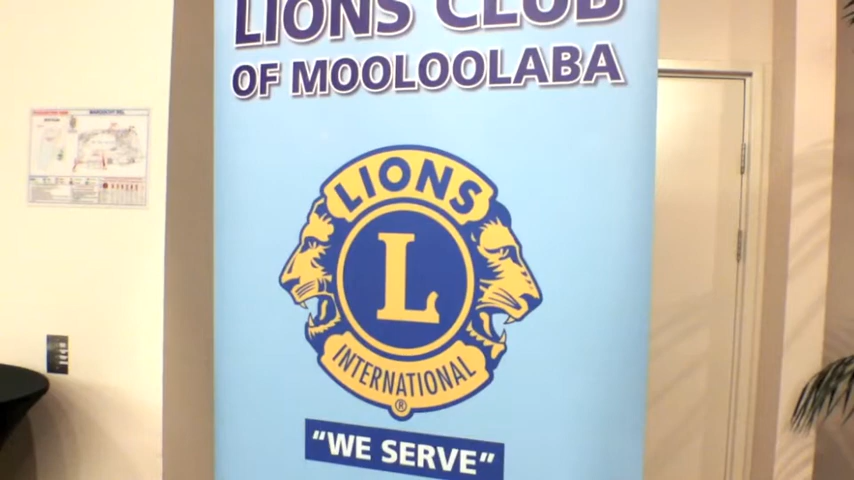 LIONS CLUB
OF MOOLOOLABA
LIONS
L
INTERNATIONAL
®
"WE SERVE"